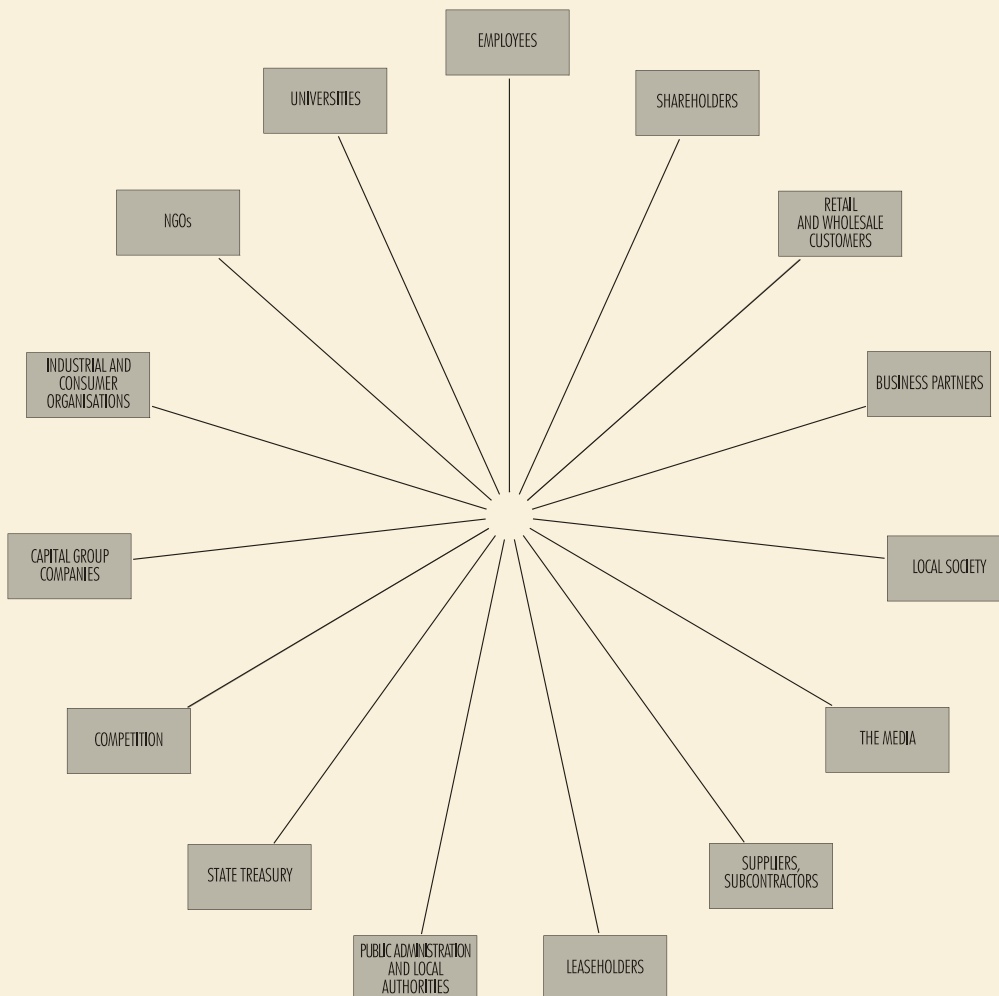 EMPLOYEES
UNIVERSITIES
SHAREHOLDERS
NGOs
RETAIL
AND WHOLESALE
CUSTOMERS
INDUSTRIAL AND
CONSUMER
ORGANISATIONS
BUSINESS PARTNERS
CAPITAL GROUP
COMPANIES
LOCAL SOCIETY
COMPETITION
THE MEDIA
STATE TREASURY
SUPPLIERS,
SUBCONTRACTORS
PUBLIC ADMINISTRATION
AND LOCAL
AUTHORITIES
LEASEHOLDERS